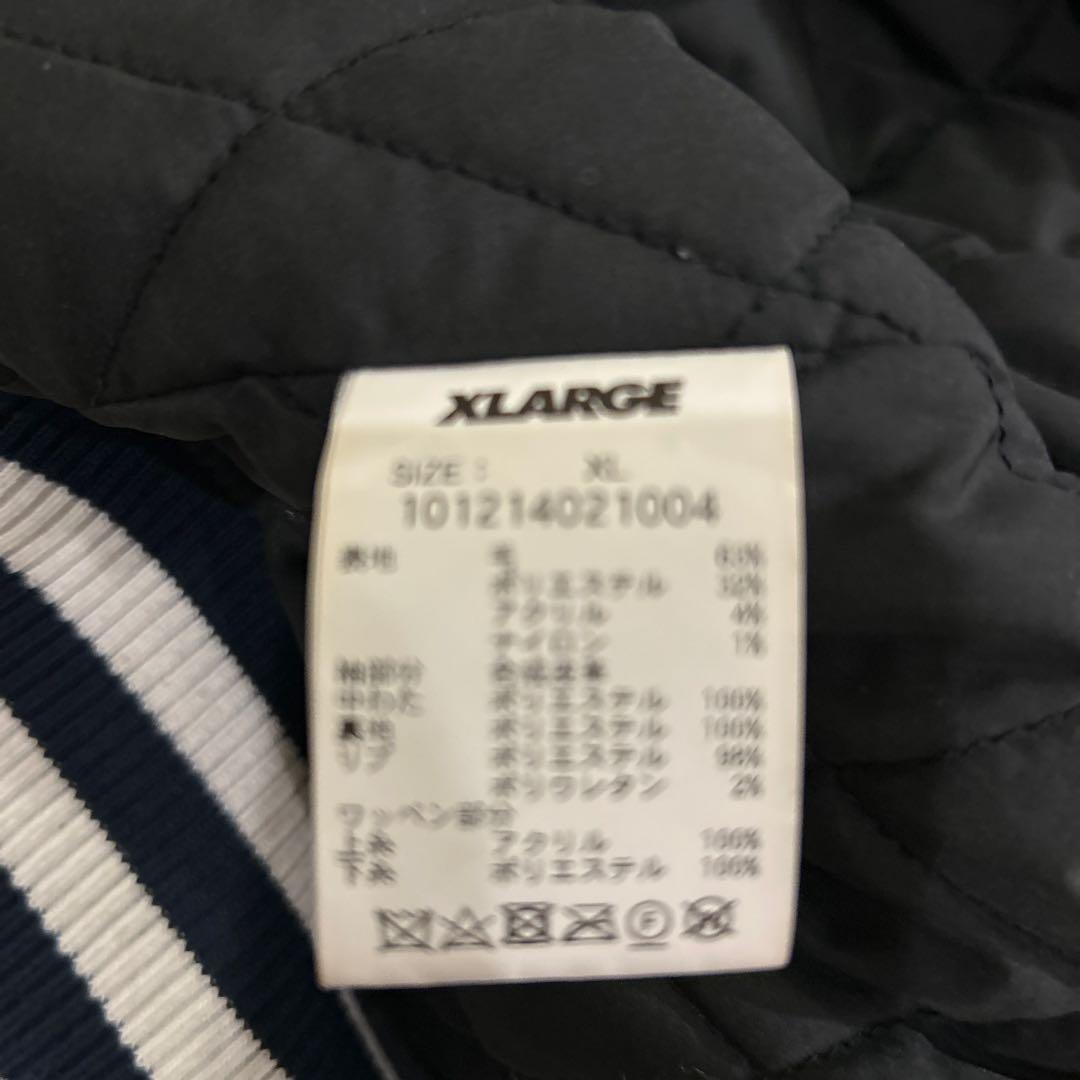 XLARGE
SIZE : XL
101214021004
表地 毛 63%
ポリエステル 32%
アクリル 4%
ナイロン 1%
袖部分 合成皮革
中わた ポリエステル 100%
裏地 ポリエステル 100%
リブ ポリエステル 98%
ポリウレタン 2%
ワッペン部分
上糸 アクリル 100%
下糸 ポリエステル 100%
F